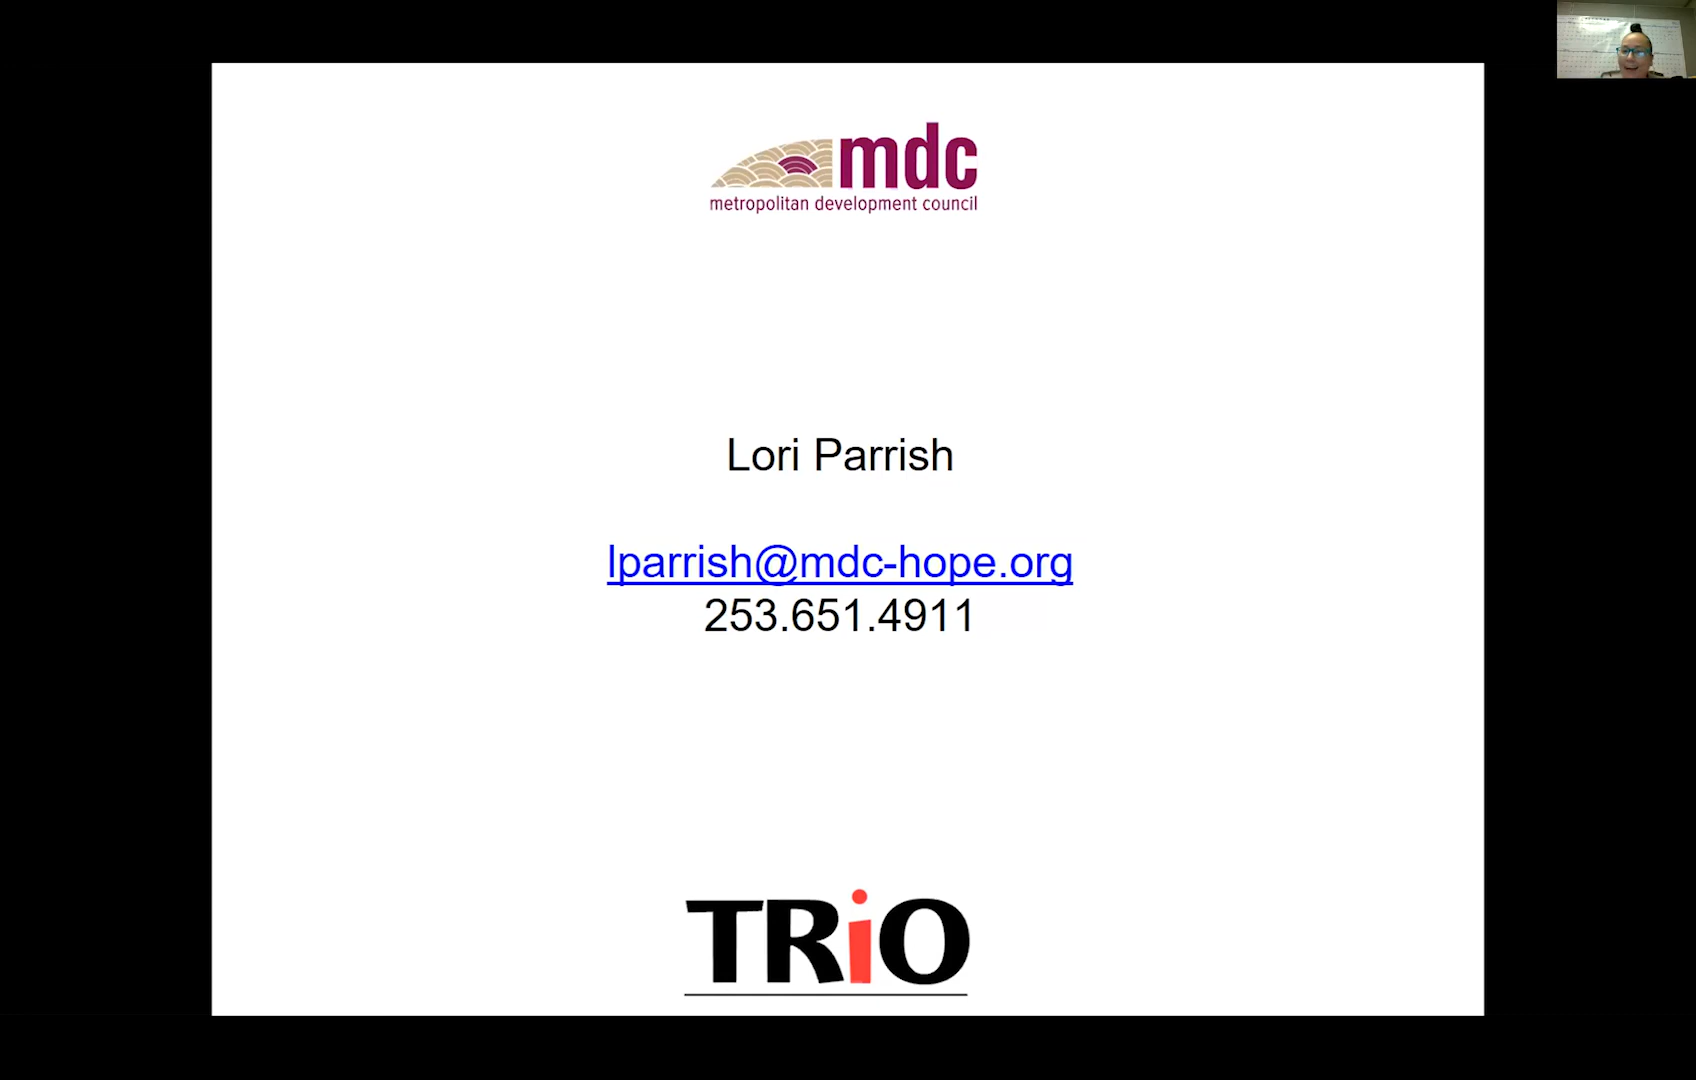 mdc
metropolitan development council
Lori Parrish
lparrish@mdc-hope.org
253.651.4911
TRiO